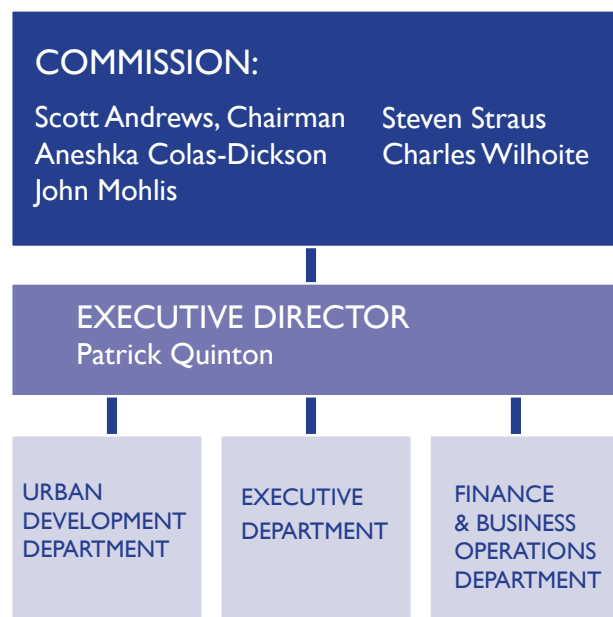 COMMISSION:
Scott Andrews, Chairman
Aneshka Colas-Dickson
John Mohlis
Steven Straus
Charles Wilhoite
EXECUTIVE DIRECTOR
Patrick Quinton
URBAN
DEVELOPMENT
DEPARTMENT
EXECUTIVE
DEPARTMENT
FINANCE
& BUSINESS
OPERATIONS
DEPARTMENT